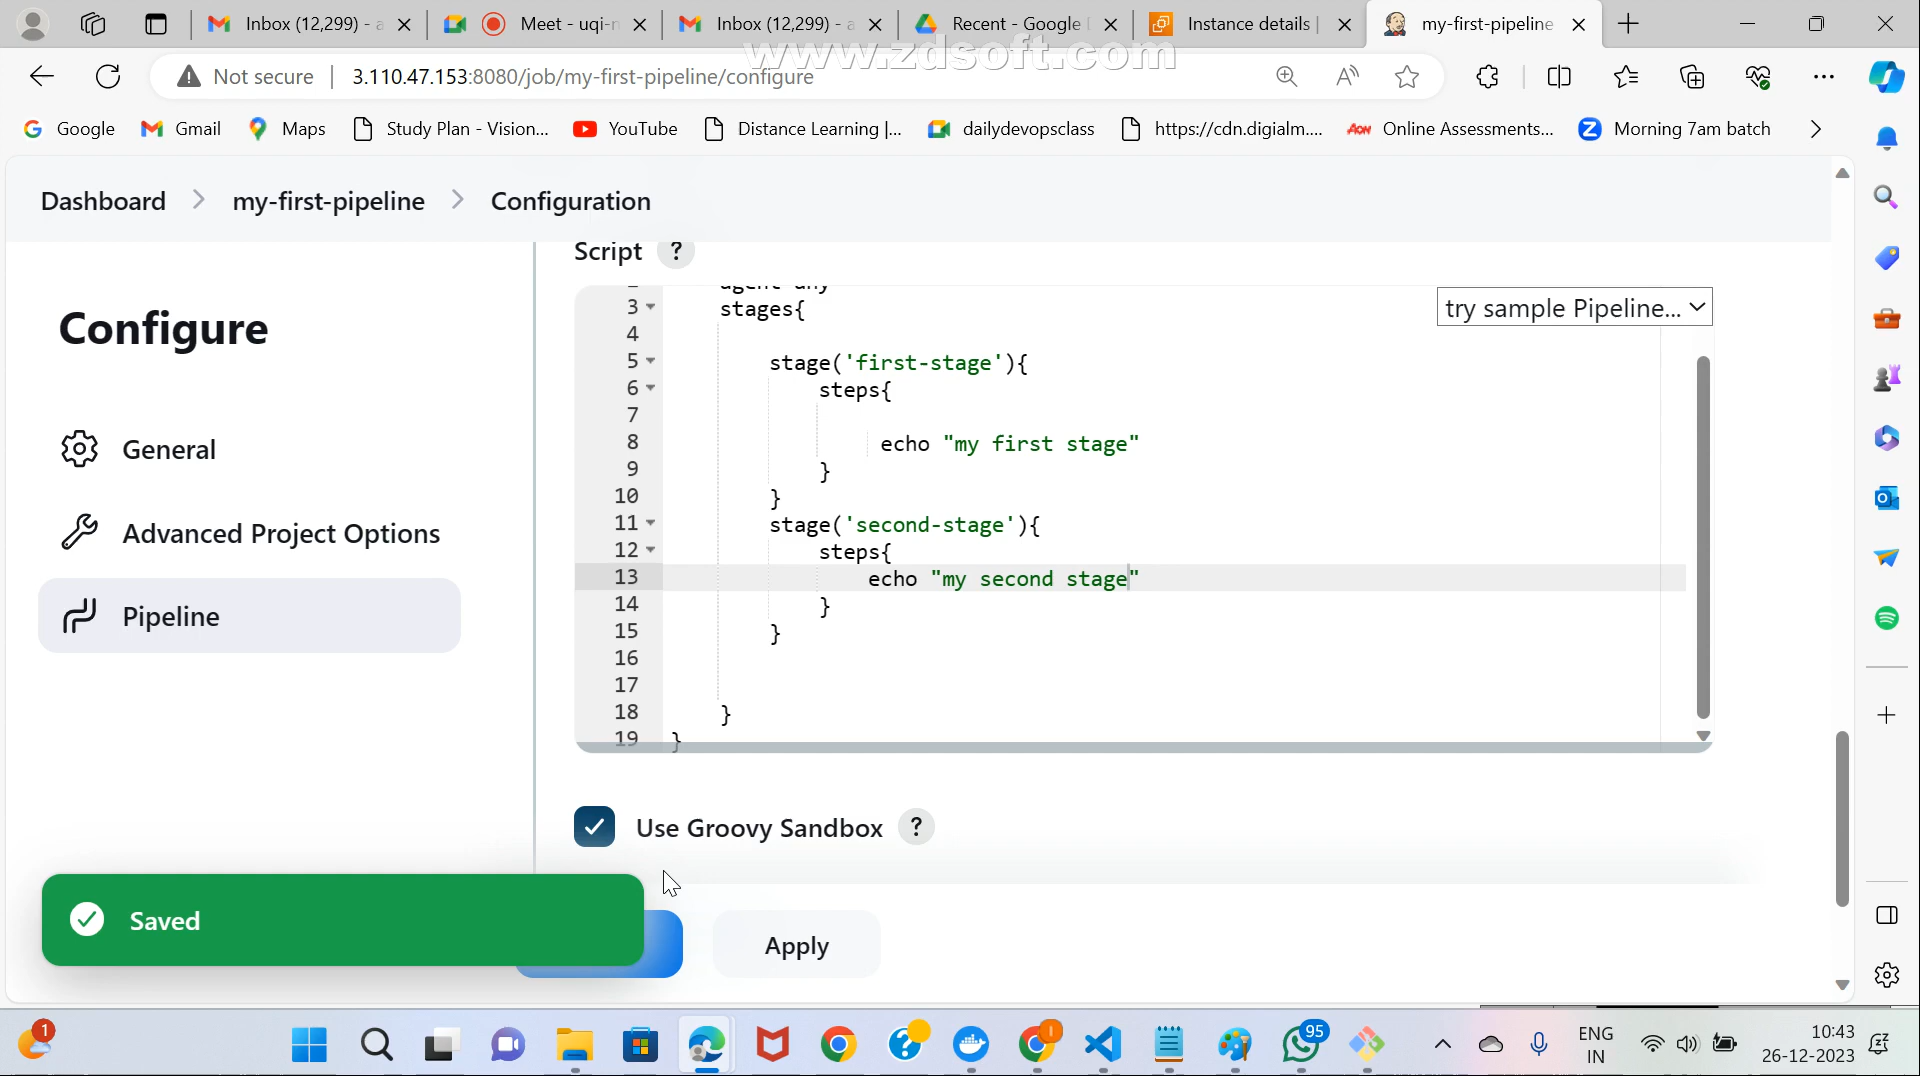 Inbox (12,299) - a
Meet - uqi-n
Inbox (12,299) - a
Recent - Google
Instance details |
my-first-pipeline
www.zdsoft.com
Not secure
3.110.47.153:8080/job/my-first-pipeline/configure
Google
Gmail
Maps
Study Plan - Vision...
YouTube
Distance Learning |...
dailydevopsclass
https://cdn.digialm....
Online Assessments...
Morning 7am batch
Dashboard
my-first-pipeline
Configuration
Script ?
Configure
General
Advanced Project Options
Pipeline
try sample Pipeline...
agent any
3 stages{
4
5 stage('first-stage'){
6 steps{
7
8 echo "my first stage"
9 }
10 }
11 stage('second-stage'){
12 steps{
13 echo "my second stage"
14 }
15 }
16
17
18 }
19 }
Use Groovy Sandbox ?
Saved
Apply
1
95
ENG
IN
10:43
26-12-2023